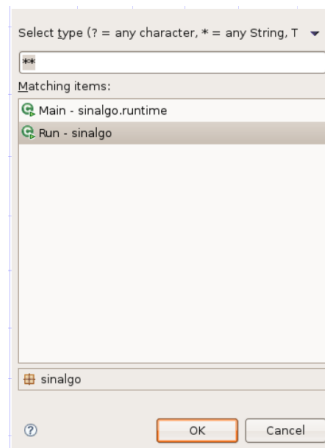 Select type (? = any character, * = any String, T
**
Matching items:
Main - sinalgo.runtime
Run - sinalgo
sinalgo
OK
Cancel